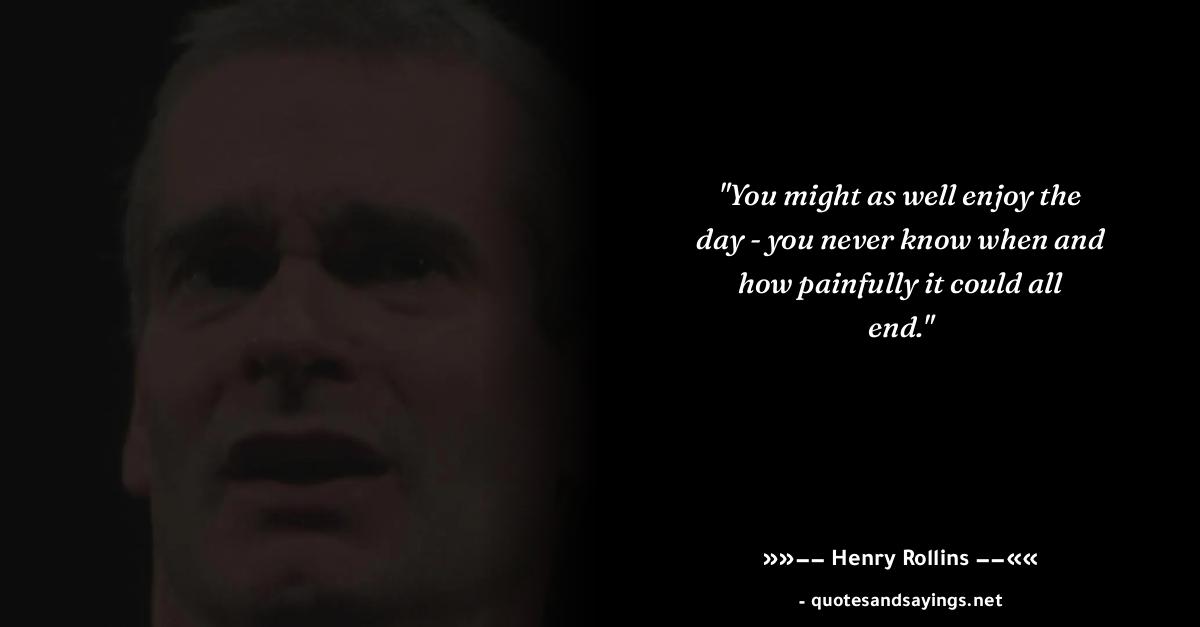 "You might as well enjoy the
day - you never know when and
how painfully it could all
end."
»»−− Henry Rollins −−««
- quotesandsayings.net